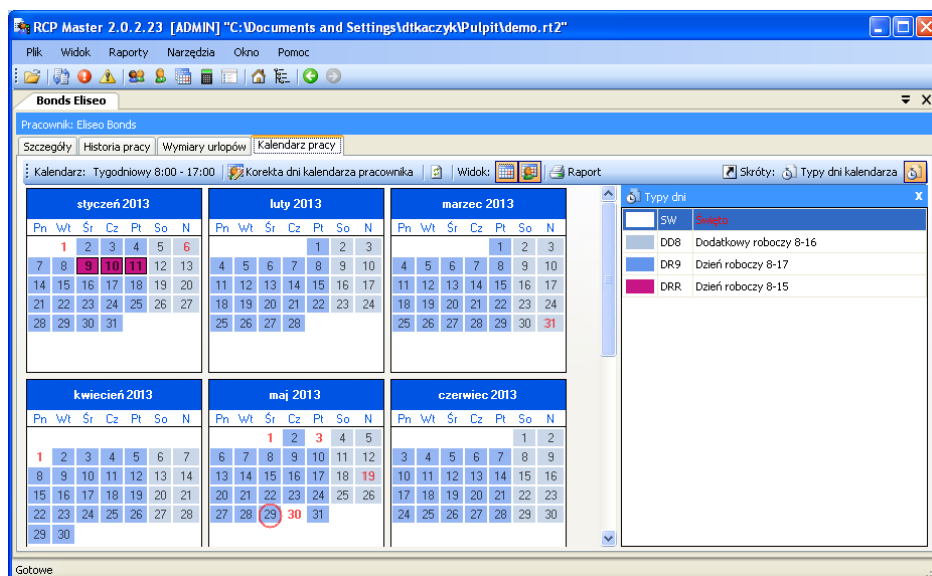 RCP Master 2.0.2.23 [ADMIN] "C:\Documents and Settings\dtkaczyk\Pulpit\demo.rt2"
Plik Widok Raporty Narzędzia Okno Pomoc
Bonds Eliseo
Pracownik: Eliseo Bonds
Szczegóły Historia pracy Wymiary urlopów Kalendarz pracy
Kalendarz: Tygodniowy 8:00 - 17:00 Korekta dni kalendarza pracownika Widok: Raport Skróty: Typy dni kalendarza
styczeń 2013
Pn Wt Śr Cz Pt So N
1 2 3 4 5 6
7 8 9 10 11 12 13
14 15 16 17 18 19 20
21 22 23 24 25 26 27
28 29 30 31
luty 2013
Pn Wt Śr Cz Pt So N
1 2 3
4 5 6 7 8 9 10
11 12 13 14 15 16 17
18 19 20 21 22 23 24
25 26 27 28
marzec 2013
Pn Wt Śr Cz Pt So N
1 2 3
4 5 6 7 8 9 10
11 12 13 14 15 16 17
18 19 20 21 22 23 24
25 26 27 28 29 30 31
kwiecień 2013
Pn Wt Śr Cz Pt So N
1 2 3 4 5 6 7
8 9 10 11 12 13 14
15 16 17 18 19 20 21
22 23 24 25 26 27 28
29 30
maj 2013
Pn Wt Śr Cz Pt So N
1 2 3 4 5
6 7 8 9 10 11 12
13 14 15 16 17 18 19
20 21 22 23 24 25 26
27 28 29 30 31
czerwiec 2013
Pn Wt Śr Cz Pt So N
1 2
3 4 5 6 7 8 9
10 11 12 13 14 15 16
17 18 19 20 21 22 23
24 25 26 27 28 29 30
Typy dni
SW Święto
DD8 Dodatkowy roboczy 8-16
DR9 Dzień roboczy 8-17
DRR Dzień roboczy 8-15
Gotowe